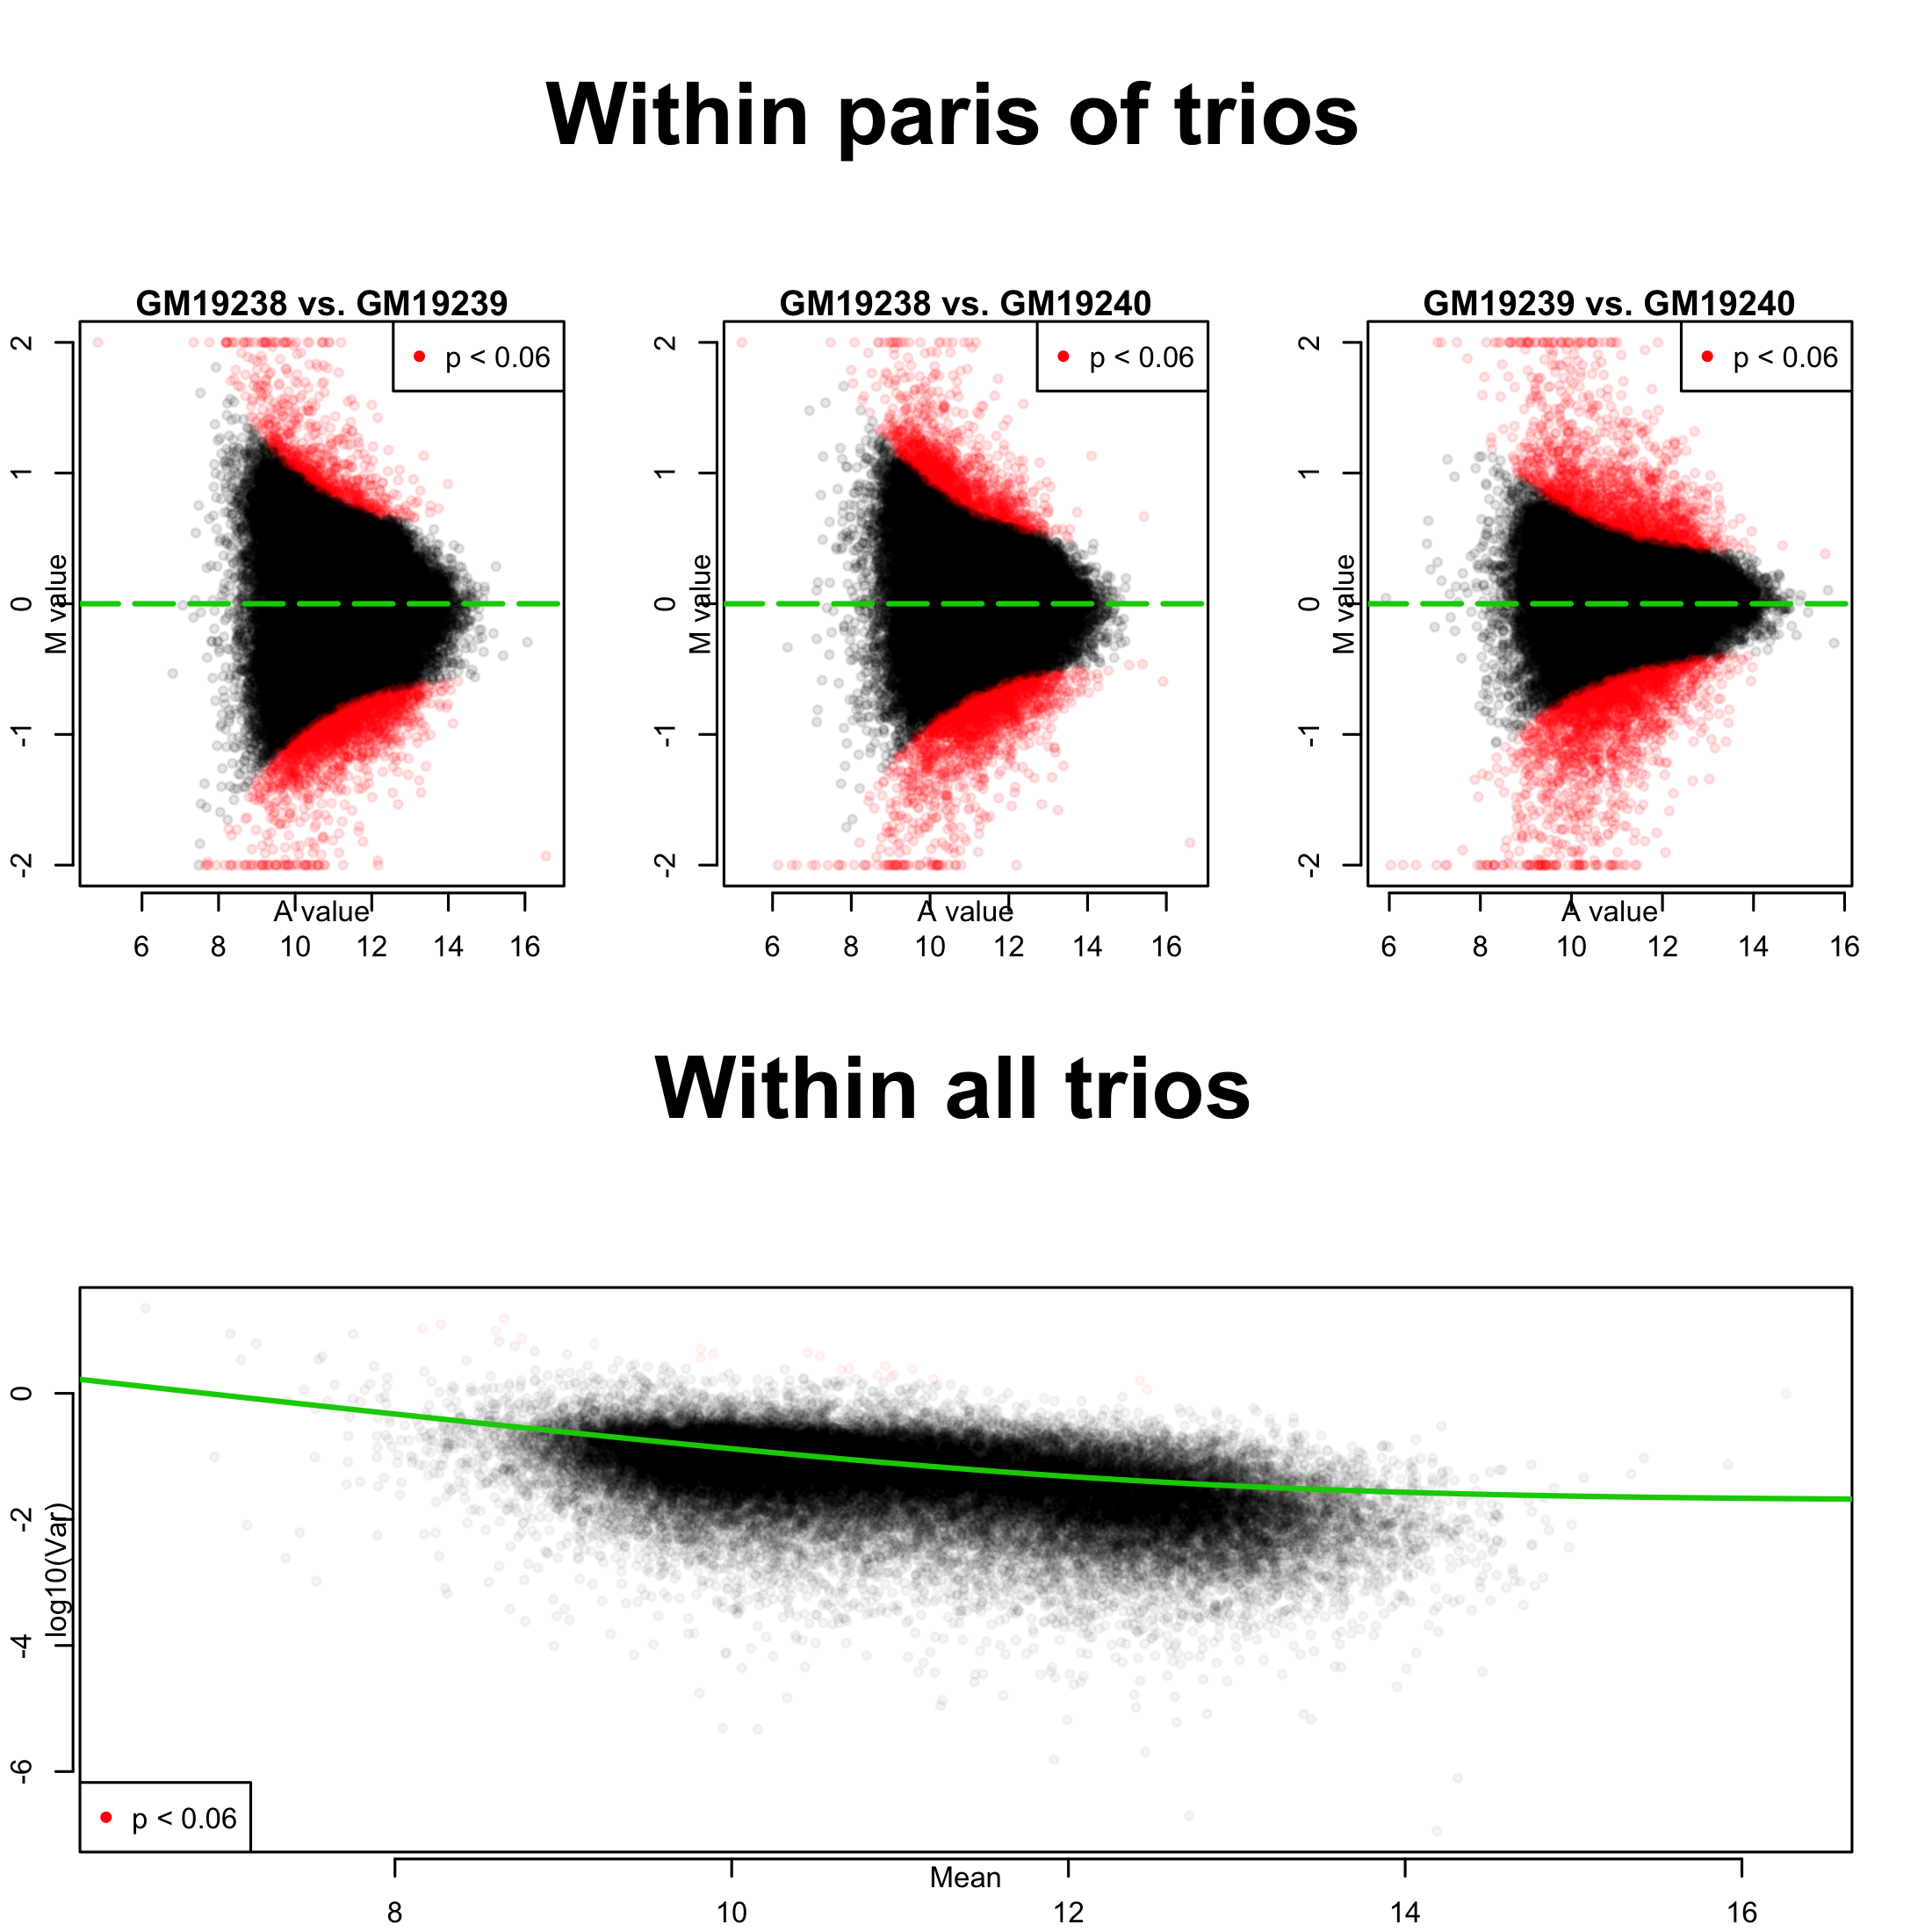 Within paris of trios
GM19238 vs. GM19239
p < 0.06
M value
2
1
0
-1
-2
A value
6 8 10 12 14 16
GM19238 vs. GM19240
p < 0.06
M value
2
1
0
-1
-2
A value
6 8 10 12 14 16
GM19239 vs. GM19240
p < 0.06
M value
2
1
0
-1
-2
A value
6 8 10 12 14 16
Within all trios
log10(Var)
0
-2
-4
-6
p < 0.06
Mean
8 10 12 14 16